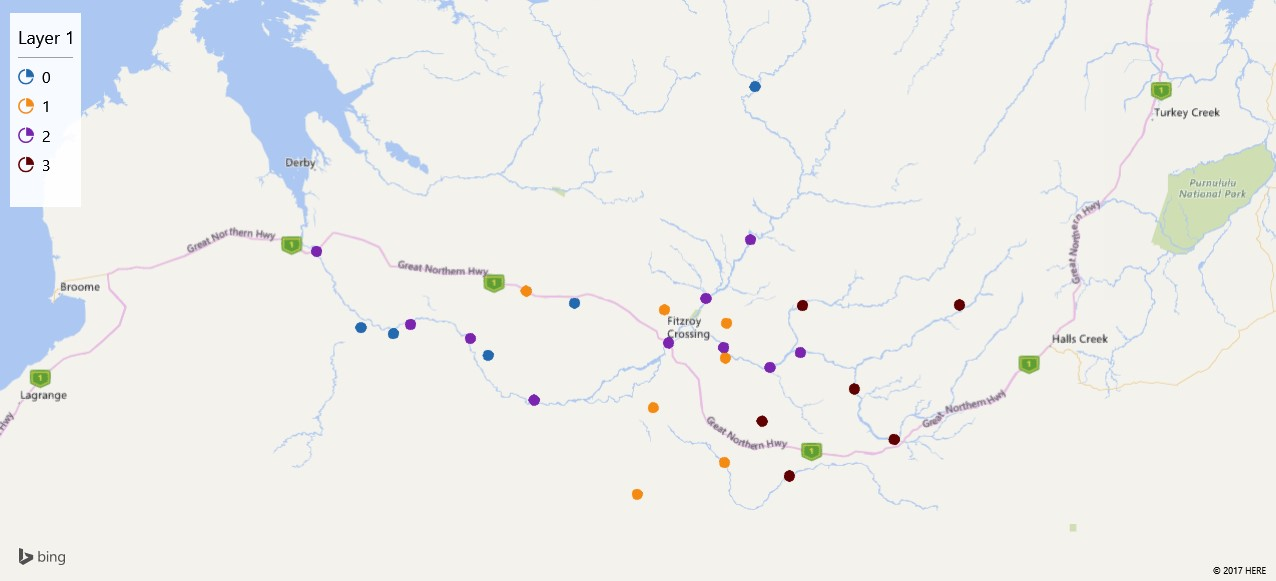 Layer 1
0
1
2
3
Derby
Great Northern Hwy
1
Great Northern Hwy
1
Broome
1
Lagrange
Hwy
Fitzroy
Crossing
1
Turkey Creek
Purnululu
National Park
Great Northern Hwy
Halls Creek
1
Great Northern Hwy
Great Northern Hwy
1
bing
© 2017 HERE